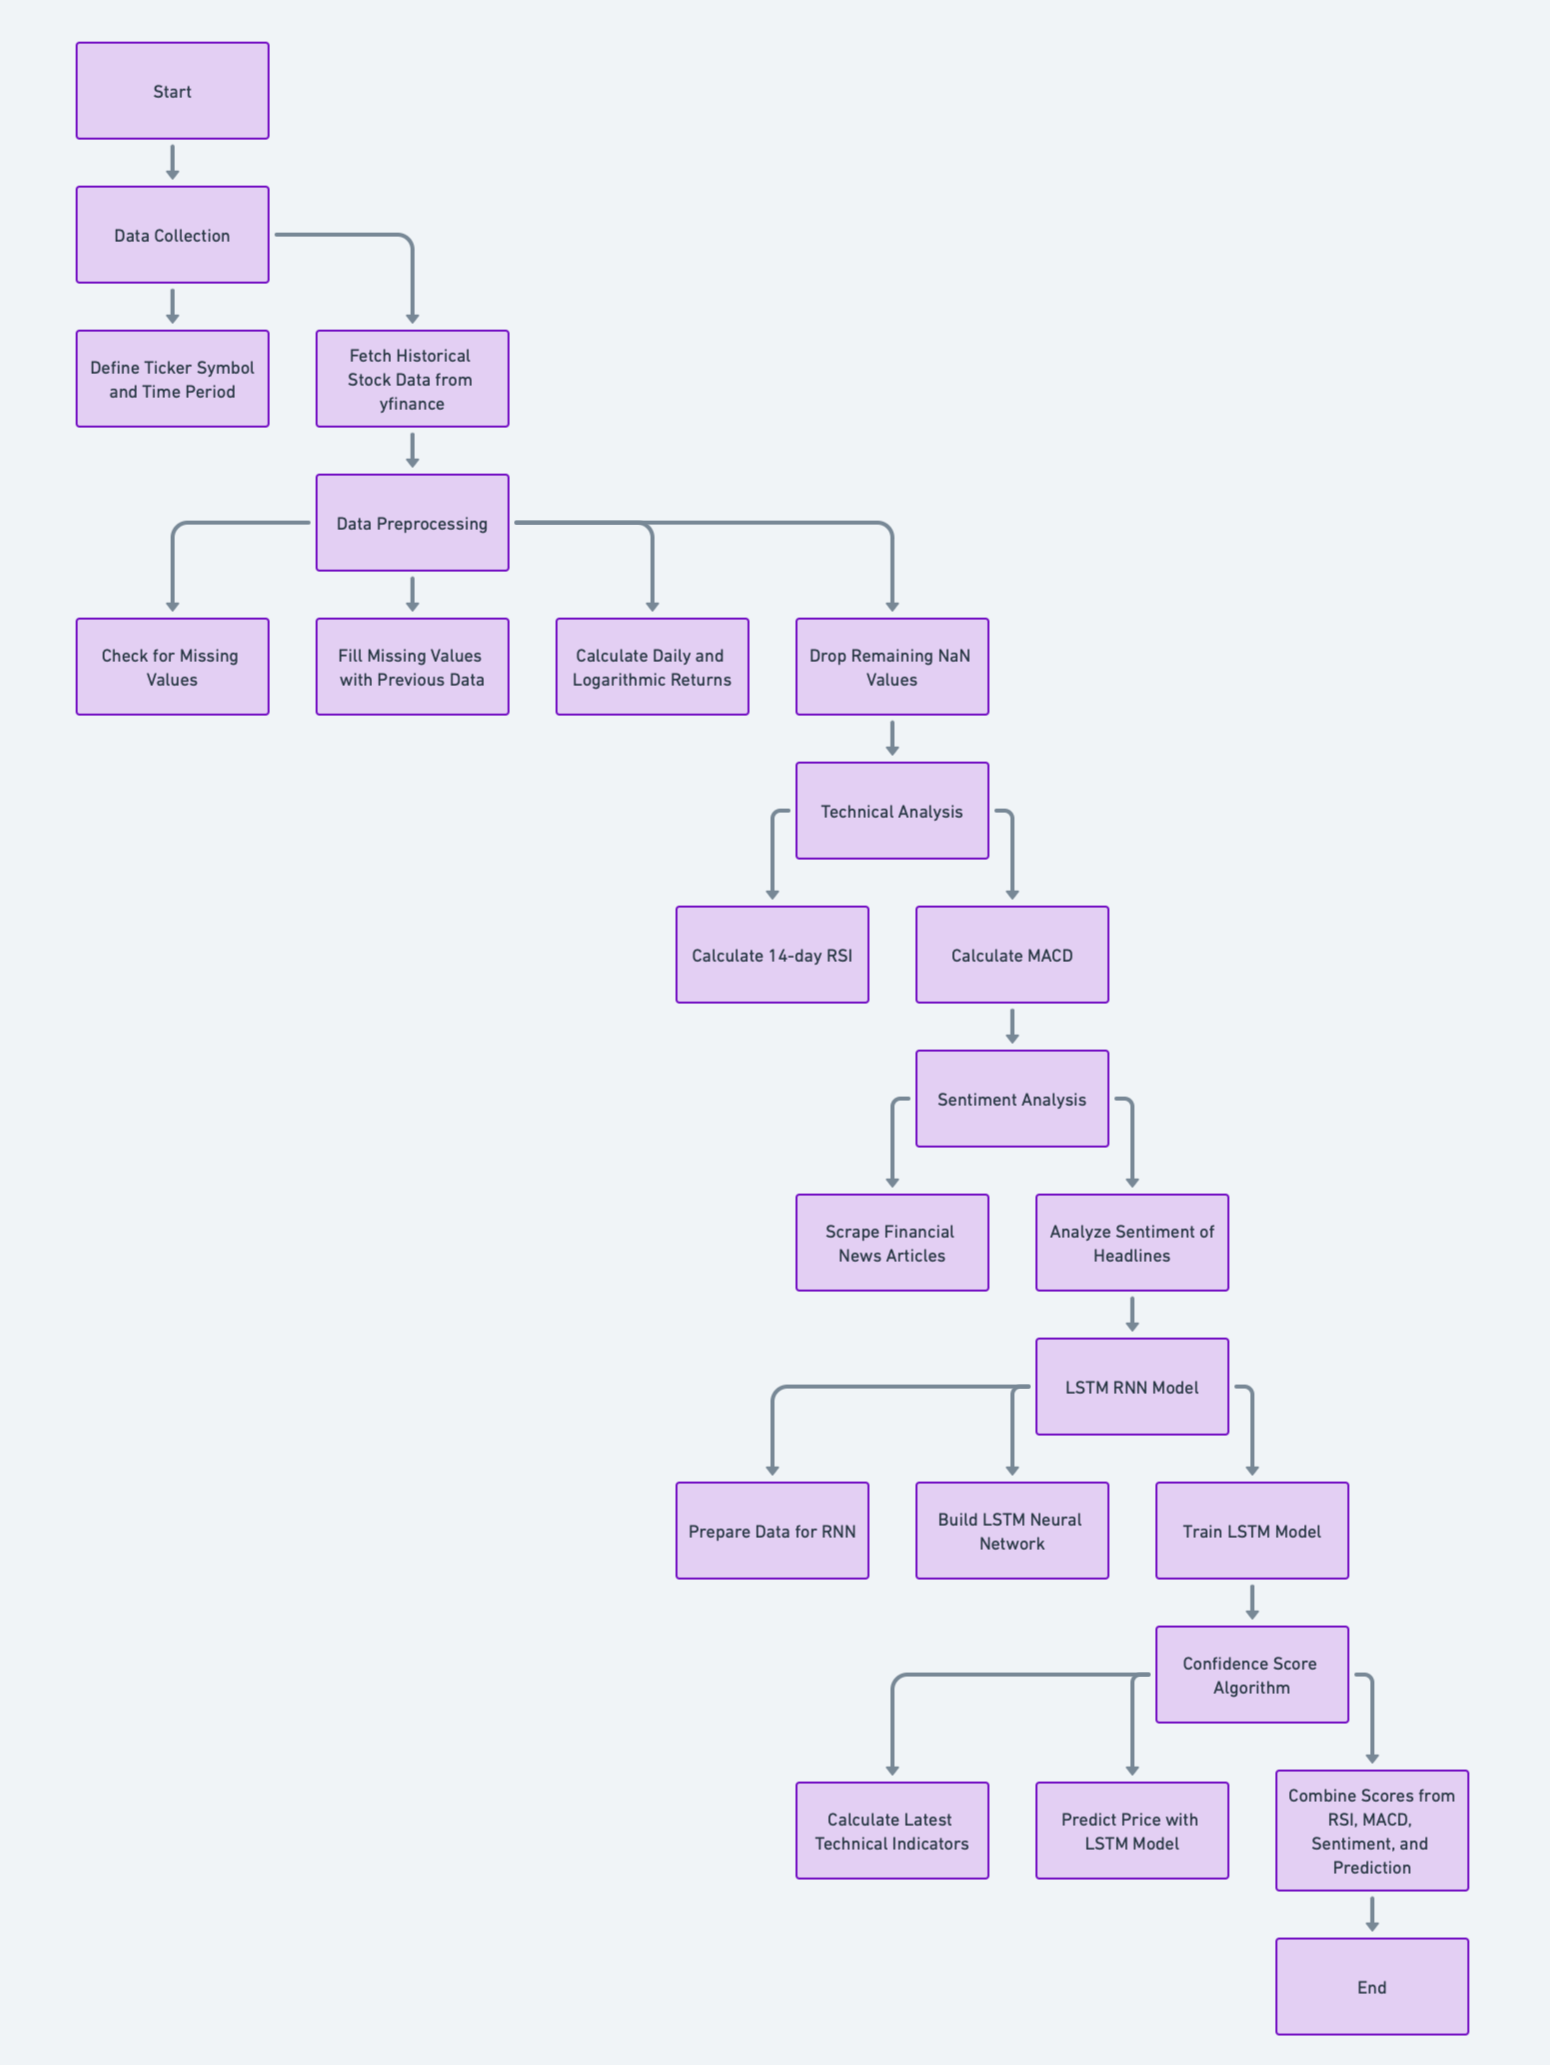 Start
Data Collection
Define Ticker Symbol
and Time Period
Fetch Historical
Stock Data from
yfinance
Data Preprocessing
Check for Missing
Values
Fill Missing Values
with Previous Data
Calculate Daily and
Logarithmic Returns
Drop Remaining NaN
Values
Technical Analysis
Calculate 14-day RSI
Calculate MACD
Sentiment Analysis
Scrape Financial
News Articles
Analyze Sentiment of
Headlines
LSTM RNN Model
Prepare Data for RNN
Build LSTM Neural
Network
Train LSTM Model
Confidence Score
Algorithm
Calculate Latest
Technical Indicators
Predict Price with
LSTM Model
Combine Scores from
RSI, MACD,
Sentiment, and
Prediction
End